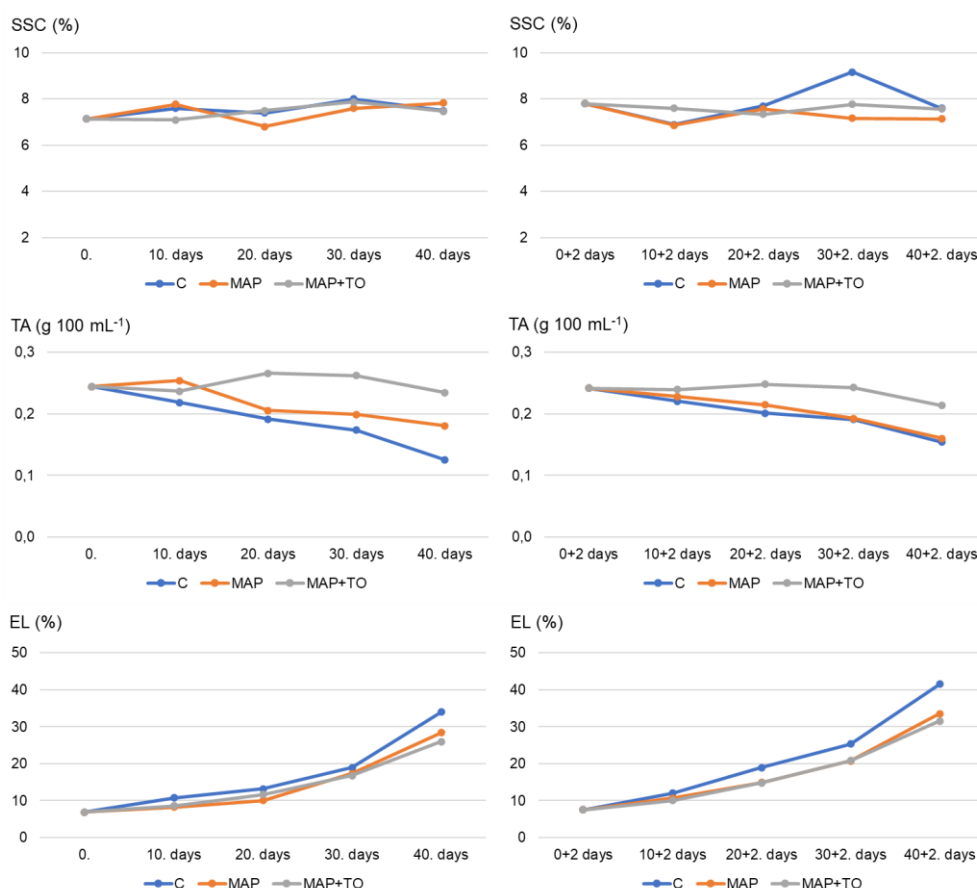 SSC (%)
10
8
6
4
2
0.
10. days
20. days
30. days
40. days
C
MAP
MAP+TO
SSC (%)
10
8
6
4
2
0+2 days
10+2. days
20+2. days
30+2. days
40+2. days
C
MAP
MAP+TO
TA (g 100 mL⁻¹)
0,3
0,2
0,1
0,0
0.
10. days
20. days
30. days
40. days
C
MAP
MAP+TO
TA (g 100 mL⁻¹)
0,3
0,2
0,1
0,0
0+2 days
10+2. days
20+2. days
30+2. days
40+2. days
C
MAP
MAP+TO
EL (%)
50
40
30
20
10
0
0.
10. days
20. days
30. days
40. days
C
MAP
MAP+TO
EL (%)
50
40
30
20
10
0
0+2 days
10+2. days
20+2. days
30+2. days
40+2. days
C
MAP
MAP+TO